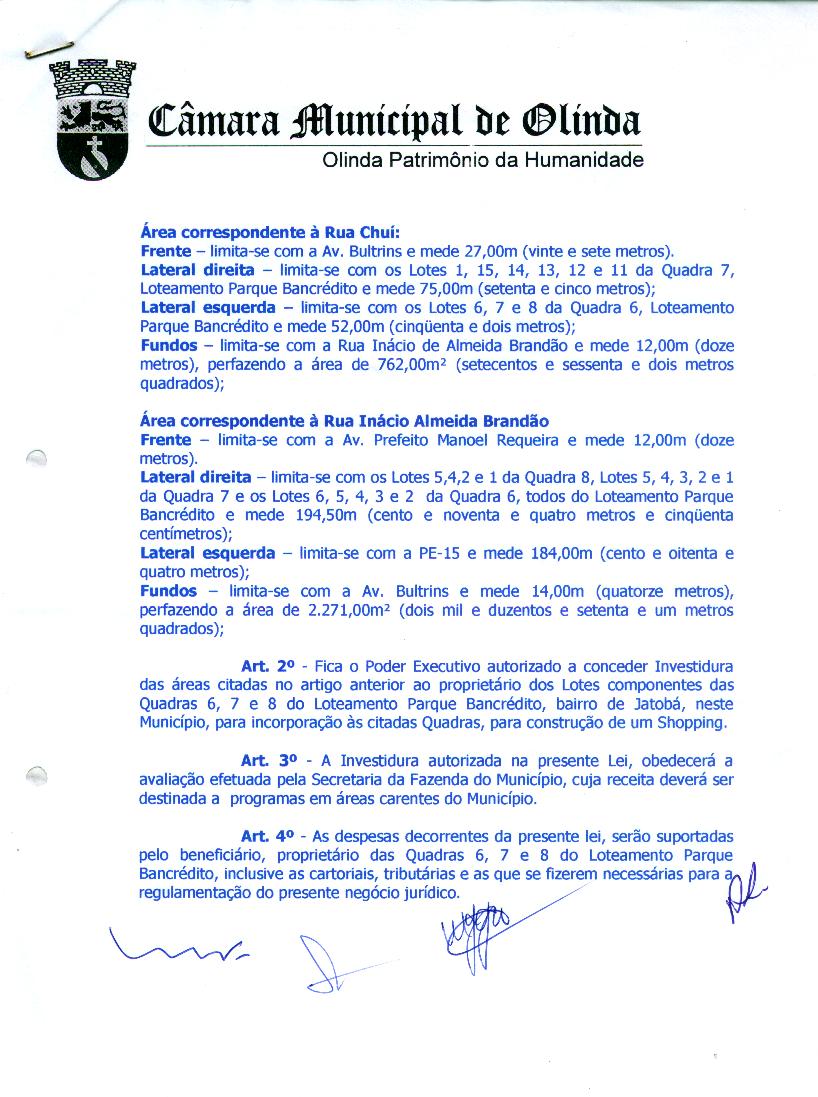 Câmara Municipal de Olinda
Olinda Patrimônio da Humanidade
Área correspondente à Rua Chuí:
Frente – limita-se com a Av. Bultrins e mede 27,00m (vinte e sete metros).
Lateral direita – limita-se com os Lotes 1, 15, 14, 13, 12 e 11 da Quadra 7,
Loteamento Parque Bancrédito e mede 75,00m (setenta e cinco metros);
Lateral esquerda – limita-se com os Lotes 6, 7 e 8 da Quadra 6, Loteamento
Parque Bancrédito e mede 52,00m (cinqüenta e dois metros);
Fundos – limita-se com a Rua Inácio de Almeida Brandão e mede 12,00m (doze
metros), perfazendo a área de 762,00m² (setecentos e sessenta e dois metros
quadrados);
Área correspondente à Rua Inácio Almeida Brandão
Frente – limita-se com a Av. Prefeito Manoel Requeira e mede 12,00m (doze
metros).
Lateral direita – limita-se com os Lotes 5,4,2 e 1 da Quadra 8, Lotes 5, 4, 3, 2 e 1
da Quadra 7 e os Lotes 6, 5, 4, 3 e 2 da Quadra 6, todos do Loteamento Parque
Bancrédito e mede 194,50m (cento e noventa e quatro metros e cinqüenta
centímetros);
Lateral esquerda – limita-se com a PE-15 e mede 184,00m (cento e oitenta e
quatro metros);
Fundos – limita-se com a Av. Bultrins e mede 14,00m (quatorze metros),
perfazendo a área de 2.271,00m² (dois mil e duzentos e setenta e um metros
quadrados);
Art. 2º - Fica o Poder Executivo autorizado a conceder Investidura
das áreas citadas no artigo anterior ao proprietário dos Lotes componentes das
Quadras 6, 7 e 8 do Loteamento Parque Bancrédito, bairro de Jatobá, neste
Município, para incorporação às citadas Quadras, para construção de um Shopping.
Art. 3º - A Investidura autorizada na presente Lei, obedecerá a
avaliação efetuada pela Secretaria da Fazenda do Município, cuja receita deverá ser
destinada a programas em áreas carentes do Município.
Art. 4º - As despesas decorrentes da presente lei, serão suportadas
pelo beneficiário, proprietário das Quadras 6, 7 e 8 do Loteamento Parque
Bancrédito, inclusive as cartoriais, tributárias e as que se fizerem necessárias para a
regulamentação do presente negócio jurídico.